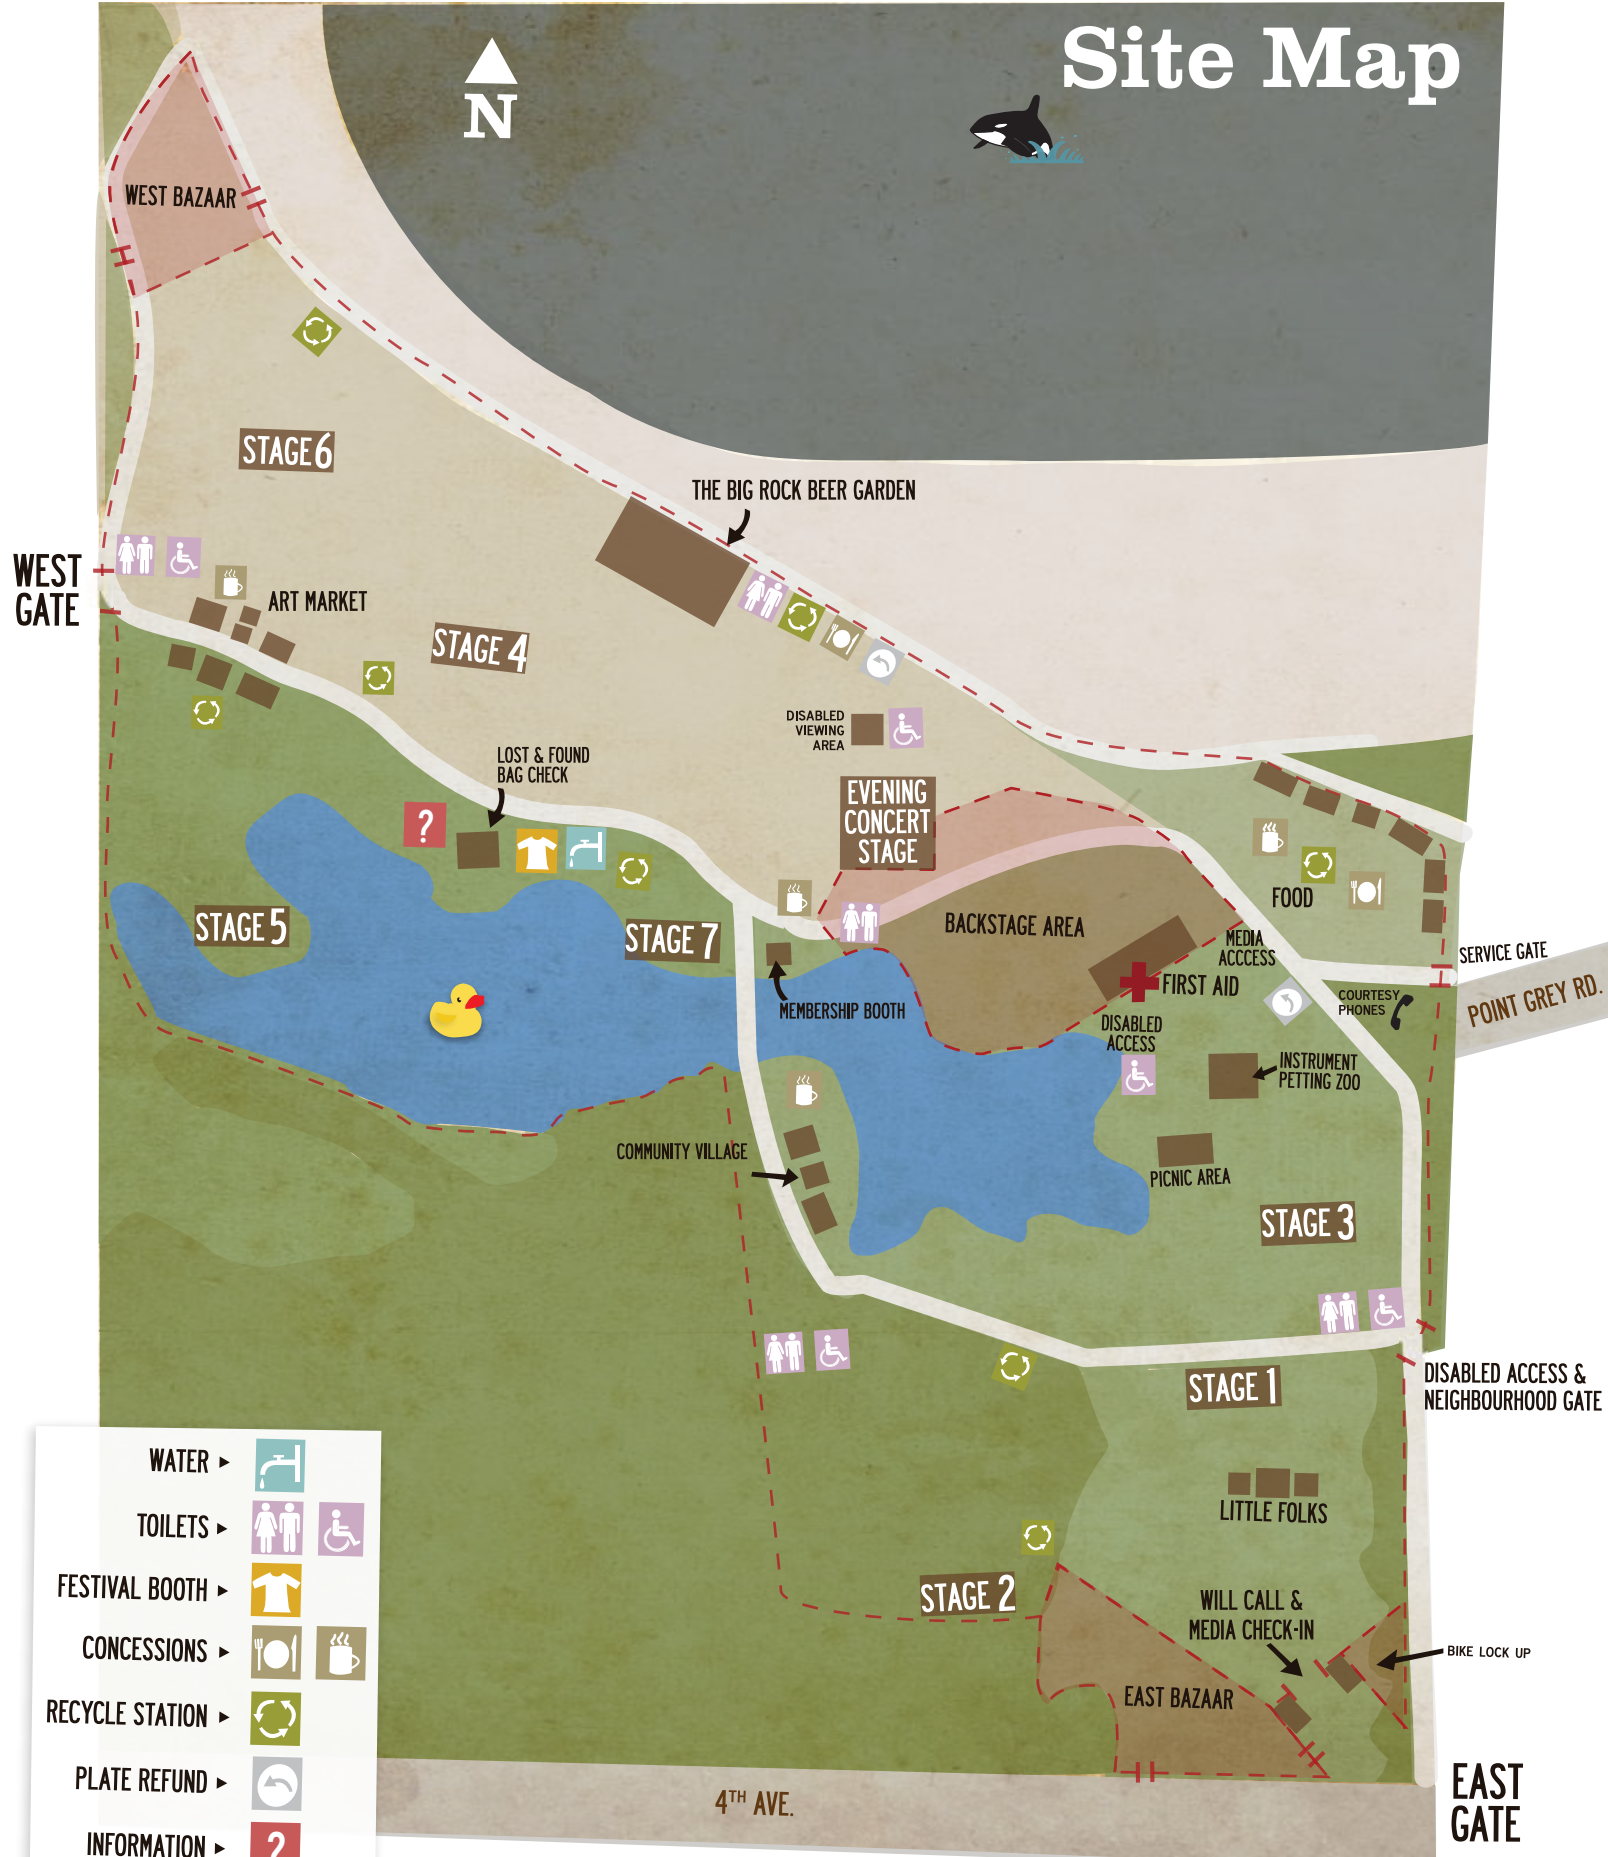 Site Map
N
WEST BAZAAR
STAGE 6
THE BIG ROCK BEER GARDEN
WEST
GATE
ART MARKET
STAGE 4
DISABLED
VIEWING
AREA
LOST & FOUND
BAG CHECK
?
EVENING
CONCERT
STAGE
FOOD
STAGE 5
STAGE 7
BACKSTAGE AREA
MEDIA
ACCCESS
SERVICE GATE
FIRST AID
MEMBERSHIP BOOTH
COURTESY
PHONES
POINT GREY RD.
DISABLED
ACCESS
INSTRUMENT
PETTING ZOO
COMMUNITY VILLAGE
PICNIC AREA
STAGE 3
STAGE 1
DISABLED ACCESS &
NEIGHBOURHOOD GATE
LITTLE FOLKS
STAGE 2
WILL CALL &
MEDIA CHECK-IN
BIKE LOCK UP
EAST BAZAAR
EAST
GATE
4TH AVE.
WATER
TOILETS
FESTIVAL BOOTH
CONCESSIONS
RECYCLE STATION
PLATE REFUND
INFORMATION
?